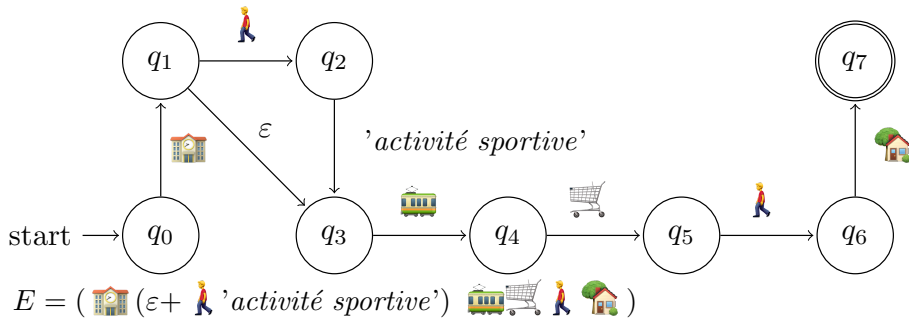 q₁ 🚶 q₂ q₇
ε 'activité sportive'
start q₀ q₃ q₄ q₅ q₆
E = ( 🏫 (ε+ 🚶 'activité sportive') 🚋🛒🚶🏡 )